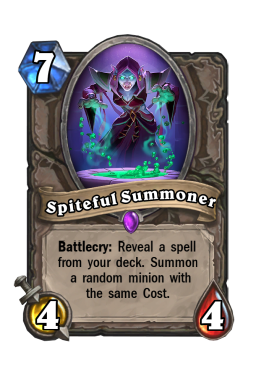 7
Spiteful Summoner
Battlecry: Reveal a spell
from your deck. Summon
a random minion with
the same Cost.
4 4